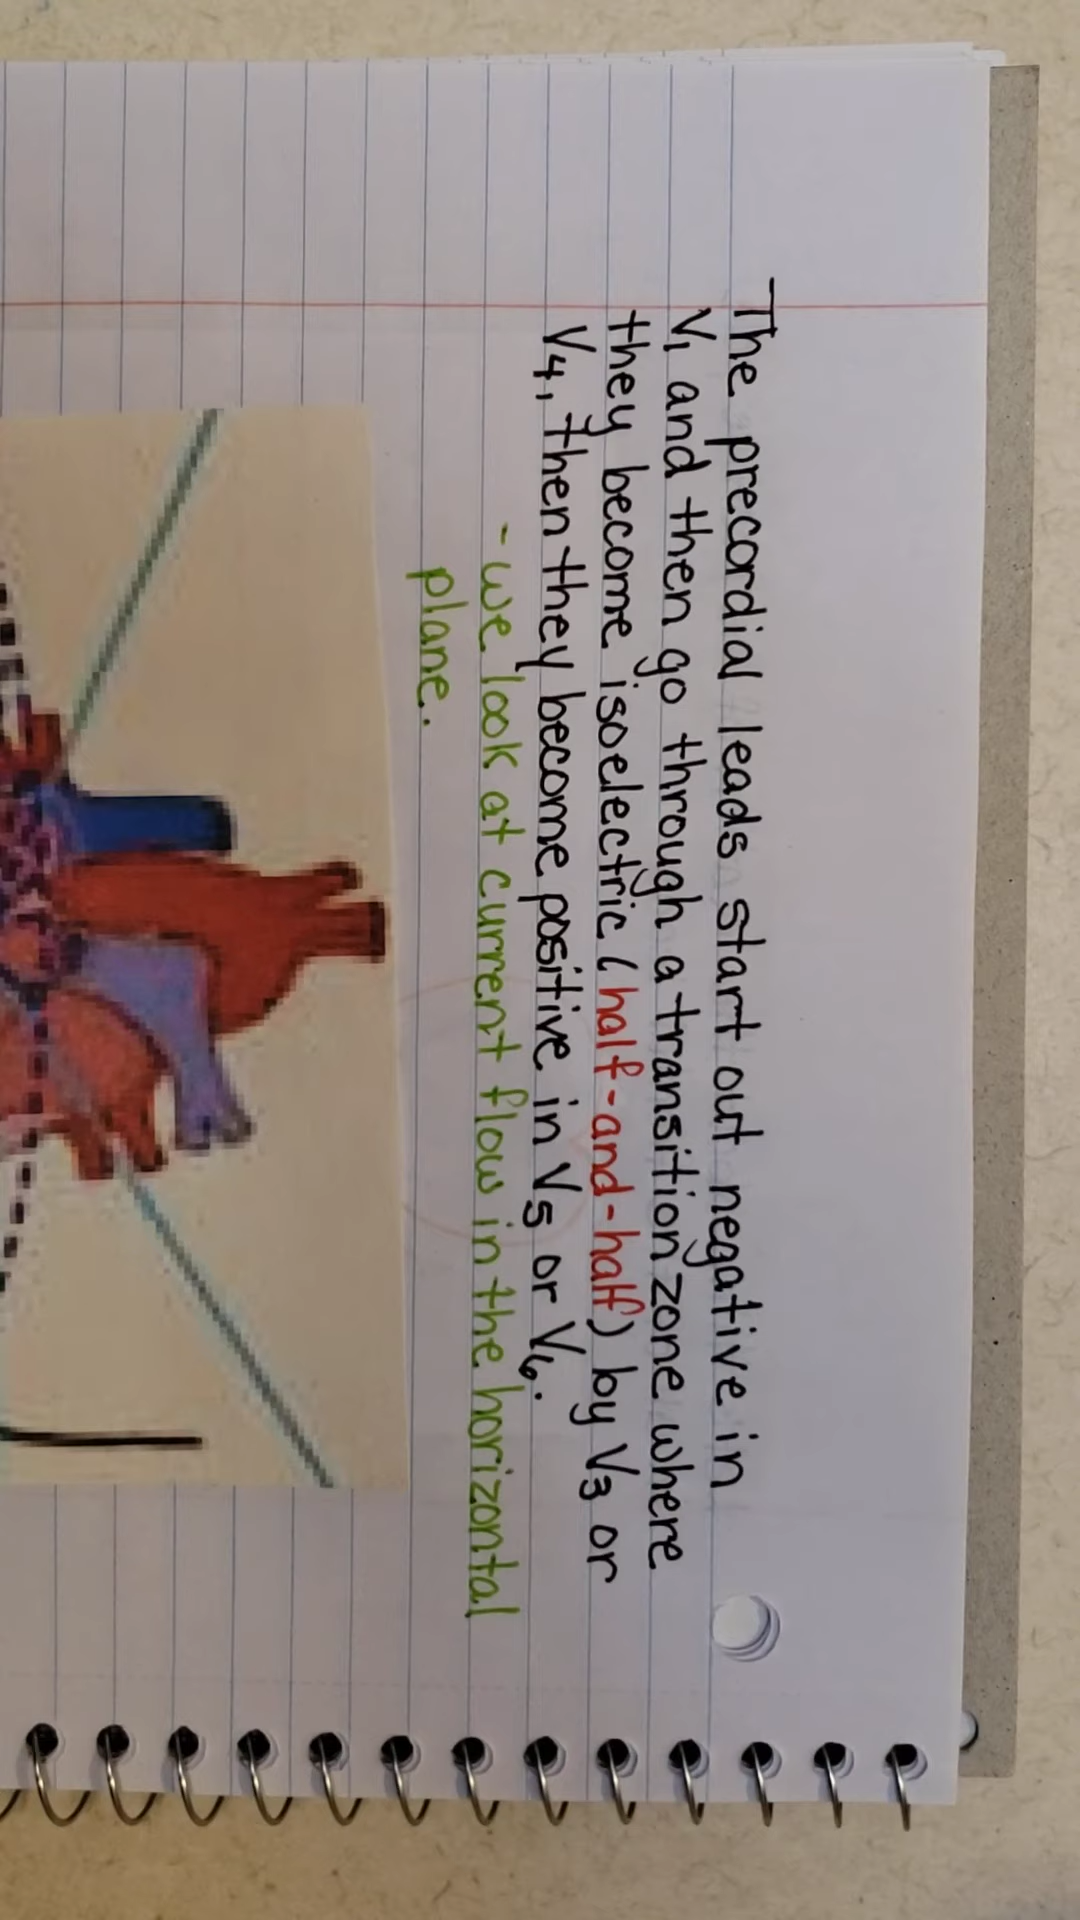 The precordial leads start out negative in
V₁ and then go through a transition zone where
they become isoelectric (half-and-half) by V₃ or
V₄, then they become positive in V₅ or V₆.
- we look at current flow in the horizontal
plane.